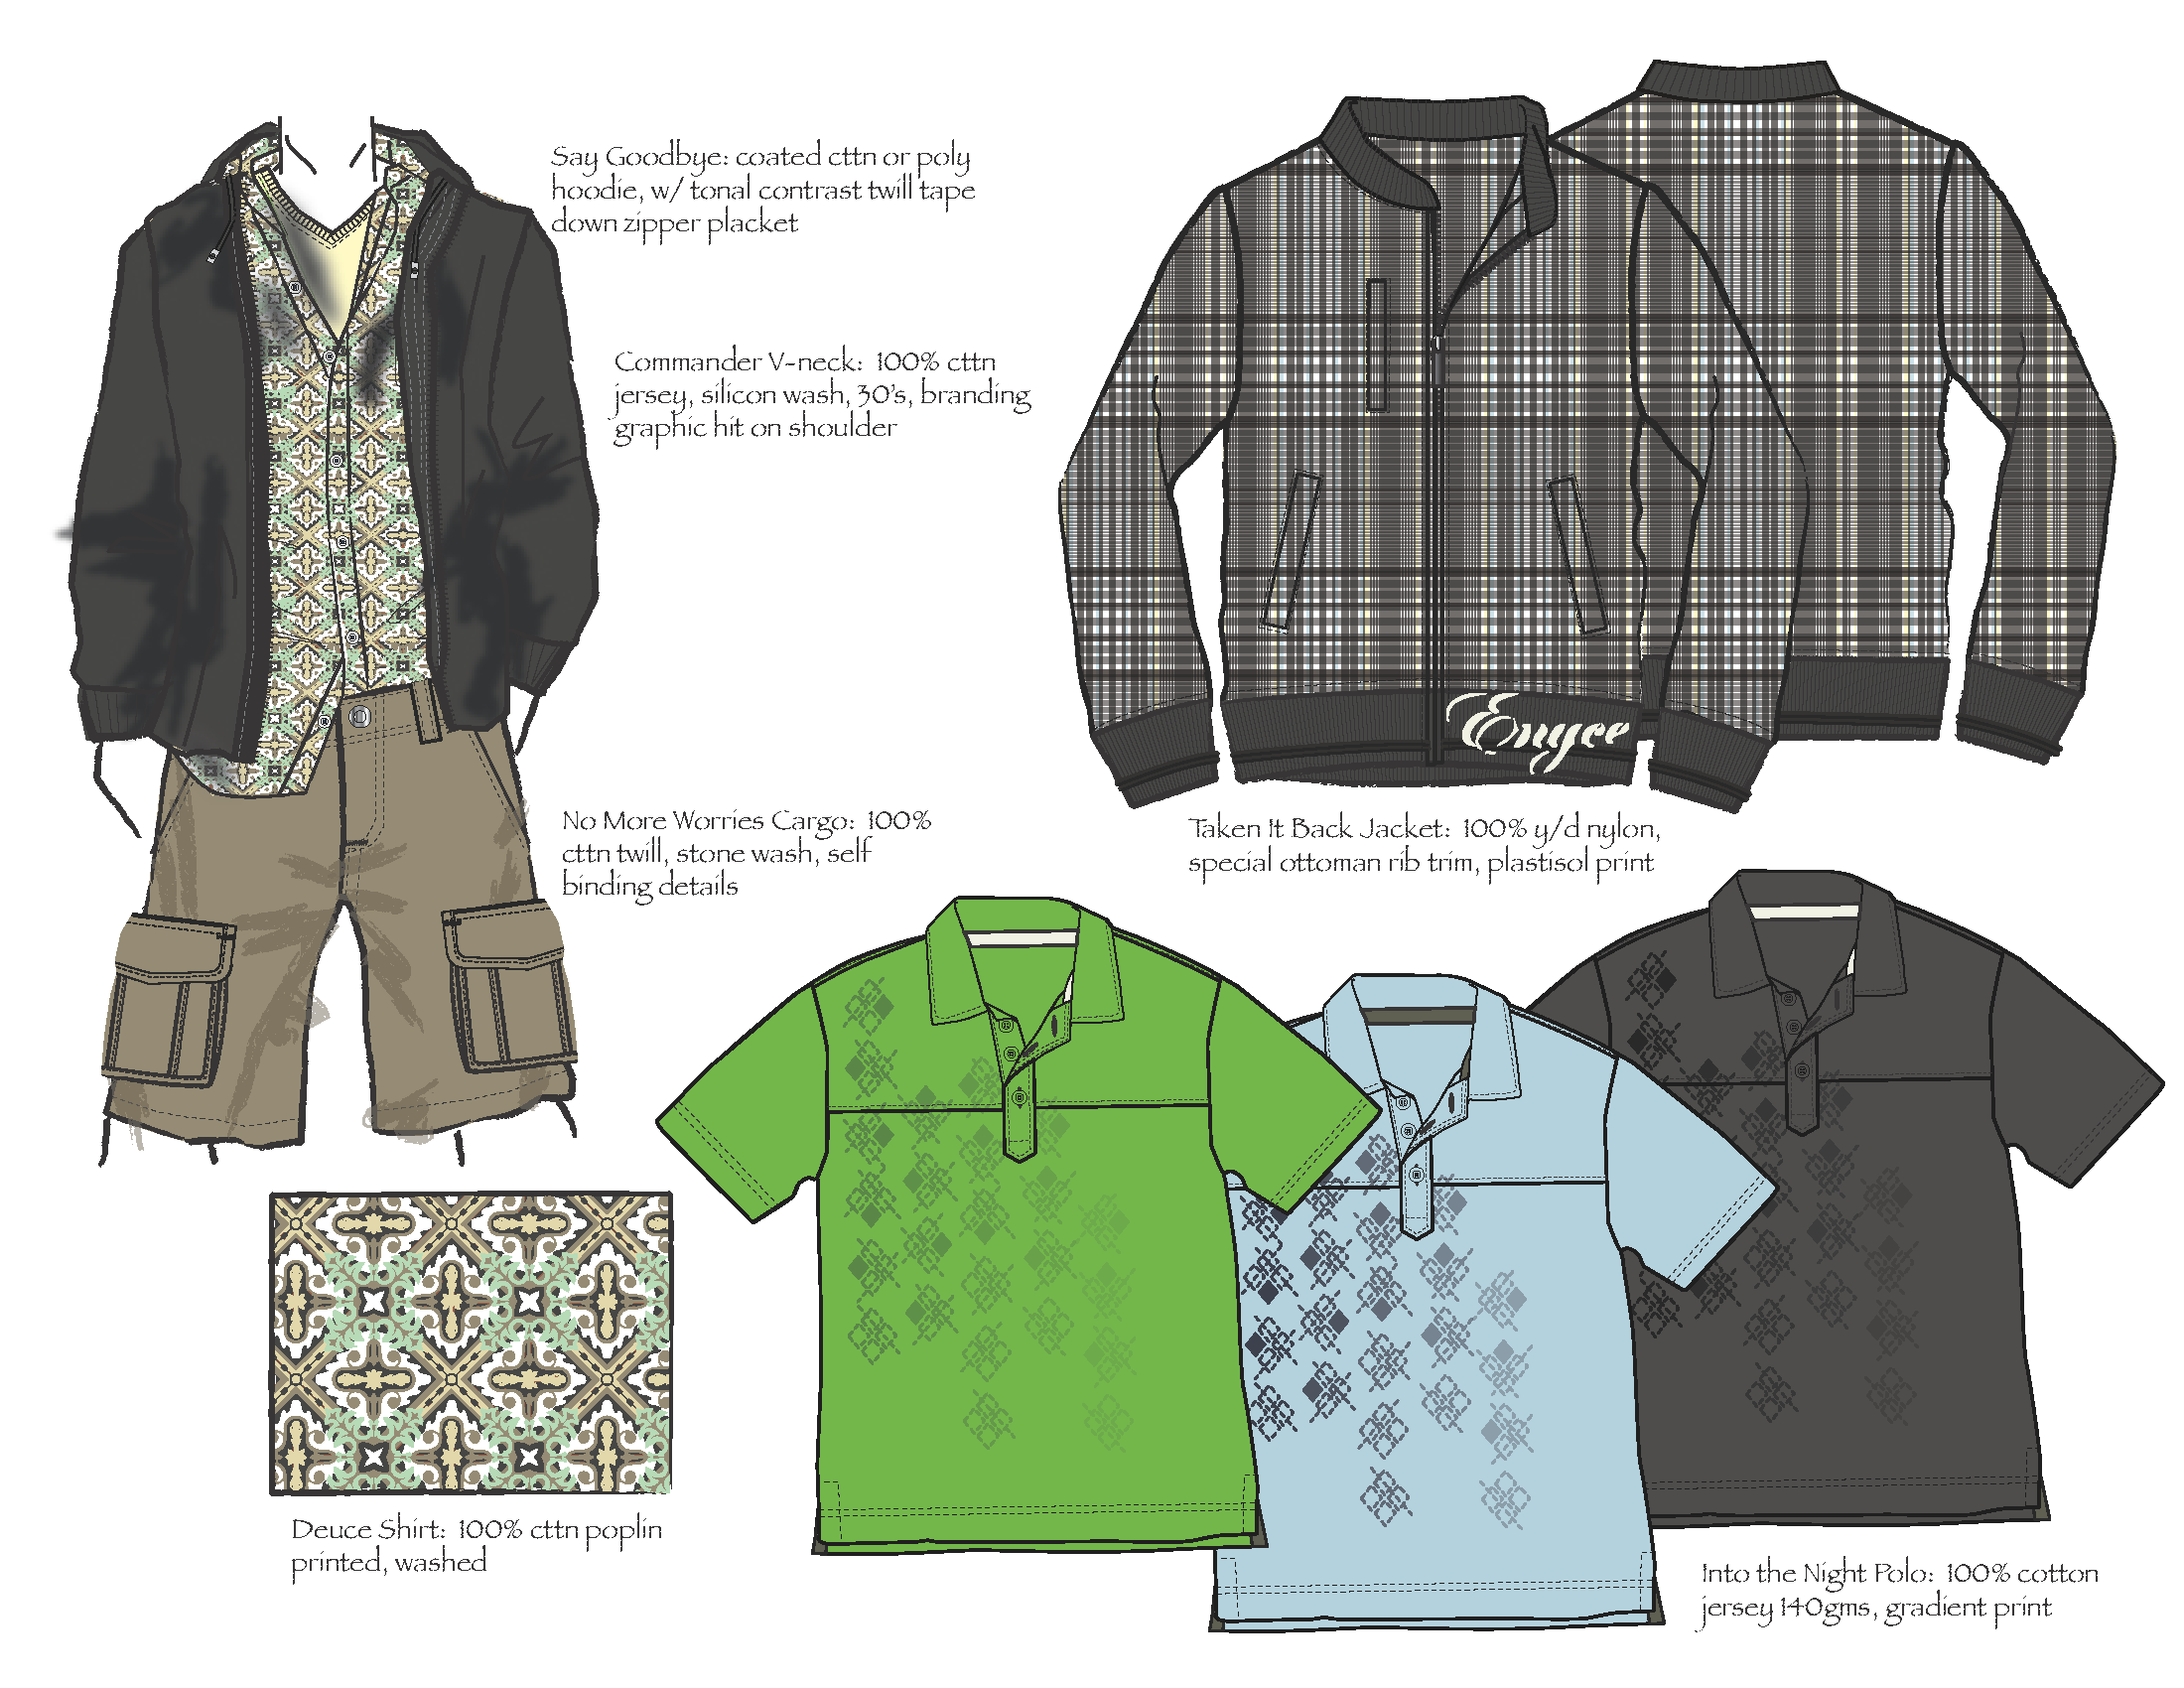 Say Goodbye: coated cttn or poly
hoodie, w/ tonal contrast twill tape
down zipper placket
Commander V-neck: 100% cttn
jersey, silicon wash, 30's, branding
graphic hit on shoulder
No More Worries Cargo: 100%
cttn twill, stone wash, self
binding details
Enyce
Taken It Back Jacket: 100% y/d nylon,
special ottoman rib trim, plastisol print
Deuce Shirt: 100% cttn poplin
printed, washed
Into the Night Polo: 100% cotton
jersey 140gms, gradient print